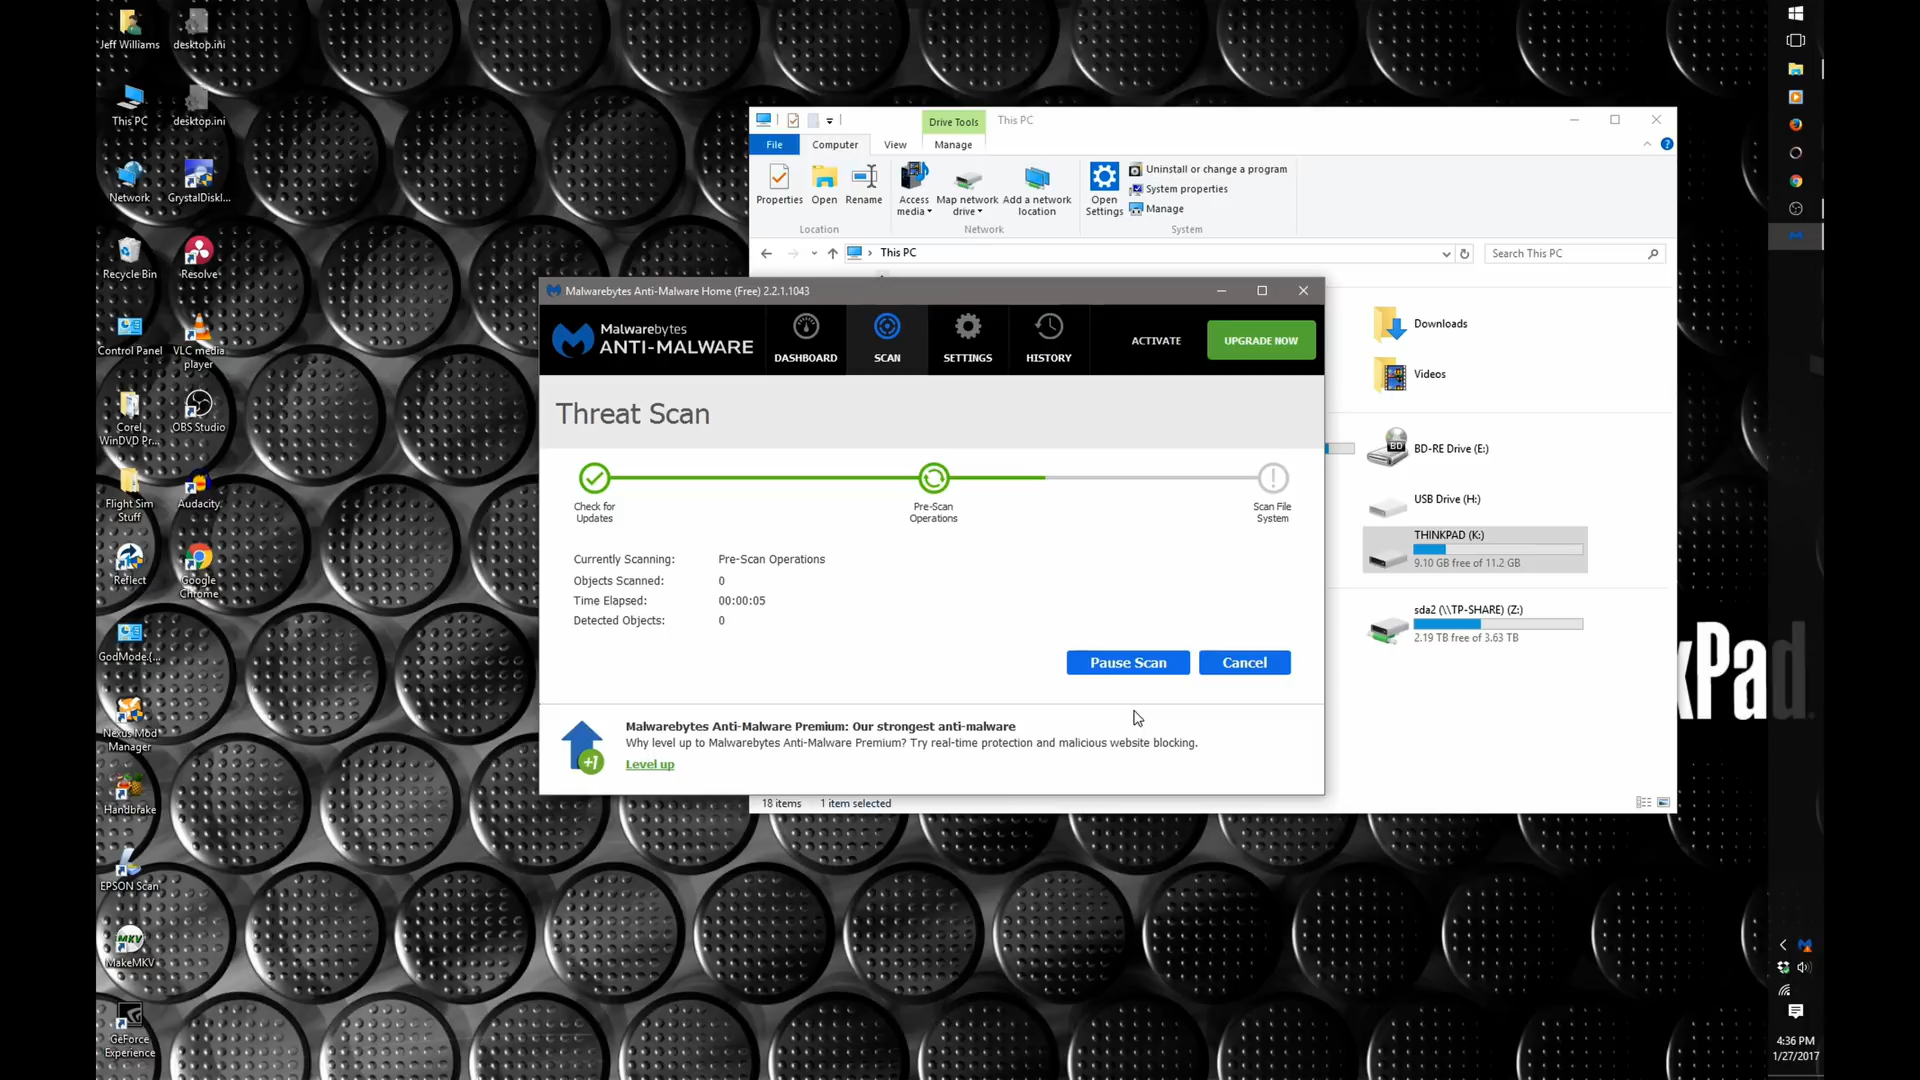 Jeff Williams
desktop.ini
This PC
desktop.ini
Network
GrystalDiskI...
Recycle Bin
Resolve
Control Panel
VLC media
player
Corel
WinDVD Pr...
OBS Studio
Flight Sim
Stuff
Audacity
Reflect
Google
Chrome
GodMode.{...
Nexus Mod
Manager
Handbrake
EPSON Scan
MKV
MakeMKV
GeForce
Experience
Drive Tools
This PC
File
Computer
View
Manage
Properties
Open
Rename
Access
media
Map network
drive
Add a network
location
Open
Settings
Uninstall or change a program
System properties
Manage
Location
Network
System
This PC
Search This PC
Downloads
Videos
BD
BD-RE Drive (E:)
USB Drive (H:)
THINKPAD (K:)
9.10 GB free of 11.2 GB
sda2 (\\TP-SHARE) (Z:)
2.19 TB free of 3.63 TB
18 items
1 item selected
Malwarebytes Anti-Malware Home (Free) 2.2.1.1043
Malwarebytes
ANTI-MALWARE
DASHBOARD
SCAN
SETTINGS
HISTORY
ACTIVATE
UPGRADE NOW
Threat Scan
Check for
Updates
Pre-Scan
Operations
Scan File
System
Currently Scanning: Pre-Scan Operations
Objects Scanned: 0
Time Elapsed: 00:00:05
Detected Objects: 0
Pause Scan
Cancel
+1
Malwarebytes Anti-Malware Premium: Our strongest anti-malware
Why level up to Malwarebytes Anti-Malware Premium? Try real-time protection and malicious website blocking.
Level up
kPad
4:36 PM
1/27/2017